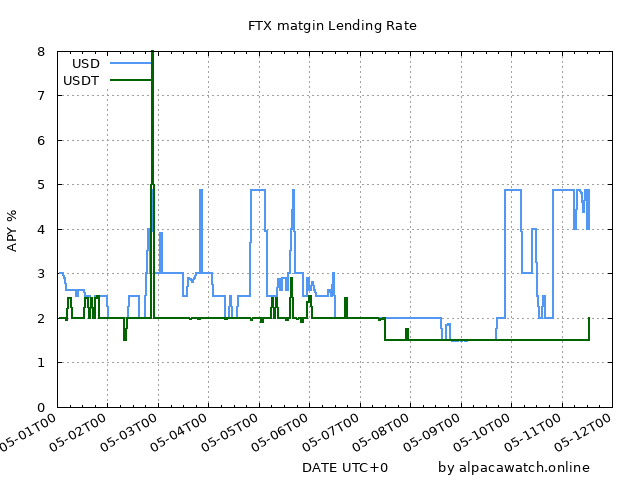 FTX matgin Lending Rate
USD
USDT
8
7
6
5
4
3
2
1
0
APY %
05-01T00
05-02T00
05-03T00
05-04T00
05-05T00
05-06T00
05-07T00
05-08T00
05-09T00
05-10T00
05-11T00
05-12T00
DATE UTC+0
by alpacawatch.online